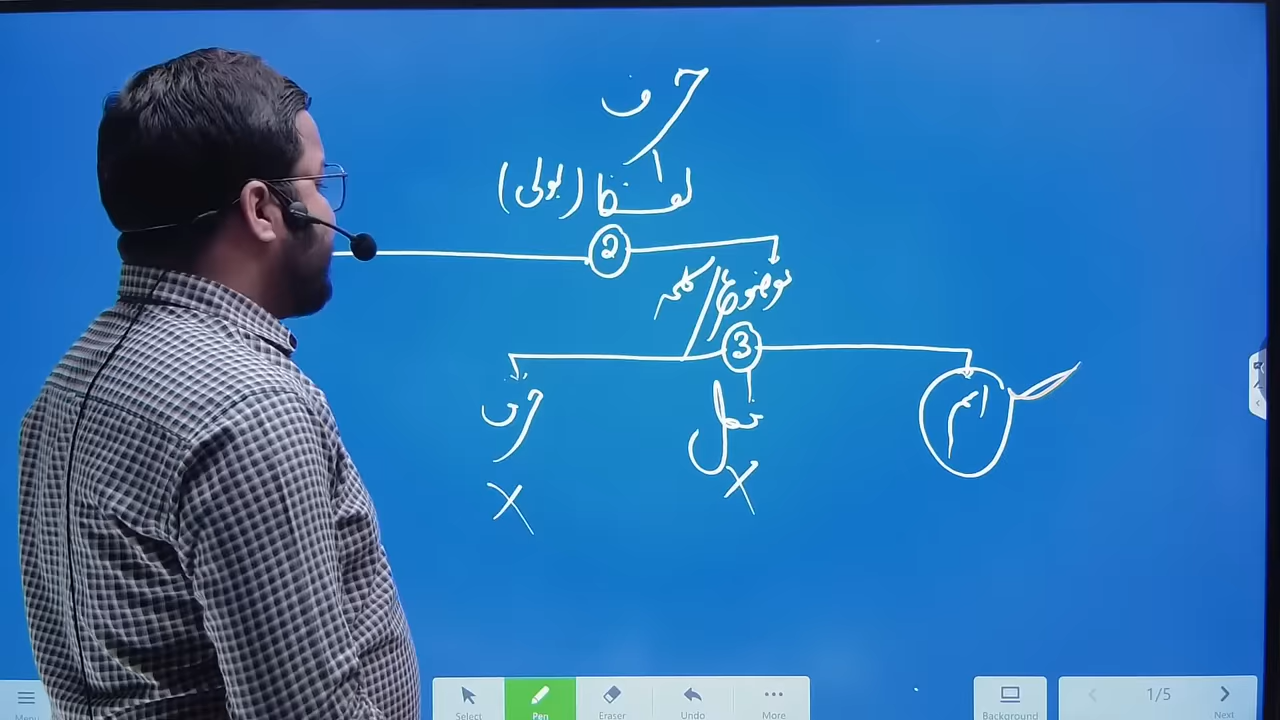 حرف
لفظ (بولی)
2
موضوع / کلمہ
3
اسم
فعل
حرف
X X
Menu Select Pen Eraser Undo More Background 1/5 Next